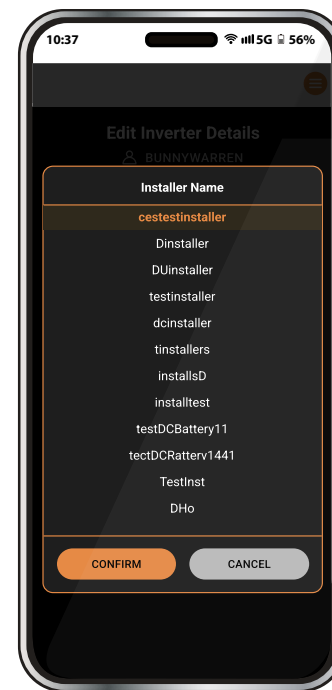 10:37 5G 56%
Edit Inverter Details
BUNNYWARREN
Installer Name
cestestinstaller
Dinstaller
DUinstaller
testinstaller
dcinstaller
tinstallers
installsD
installtest
testDCBattery11
tectDCRatterv1441
TestInst
DHo
CONFIRM CANCEL